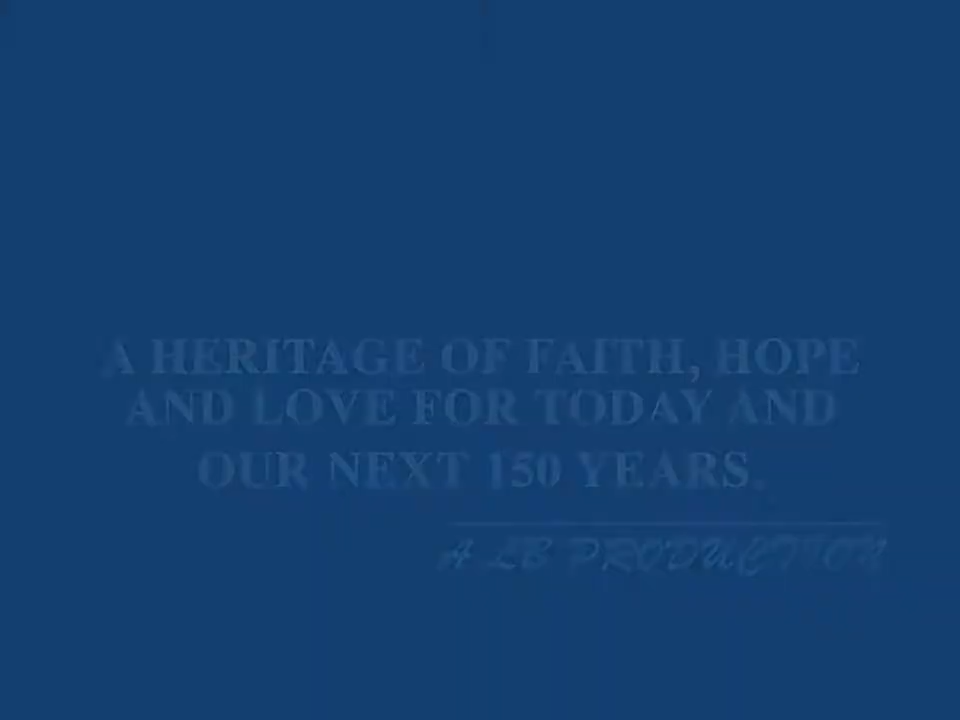 A HERITAGE OF FAITH, HOPE
AND LOVE FOR TODAY AND
OUR NEXT 150 YEARS.
A LB PRODUCTION